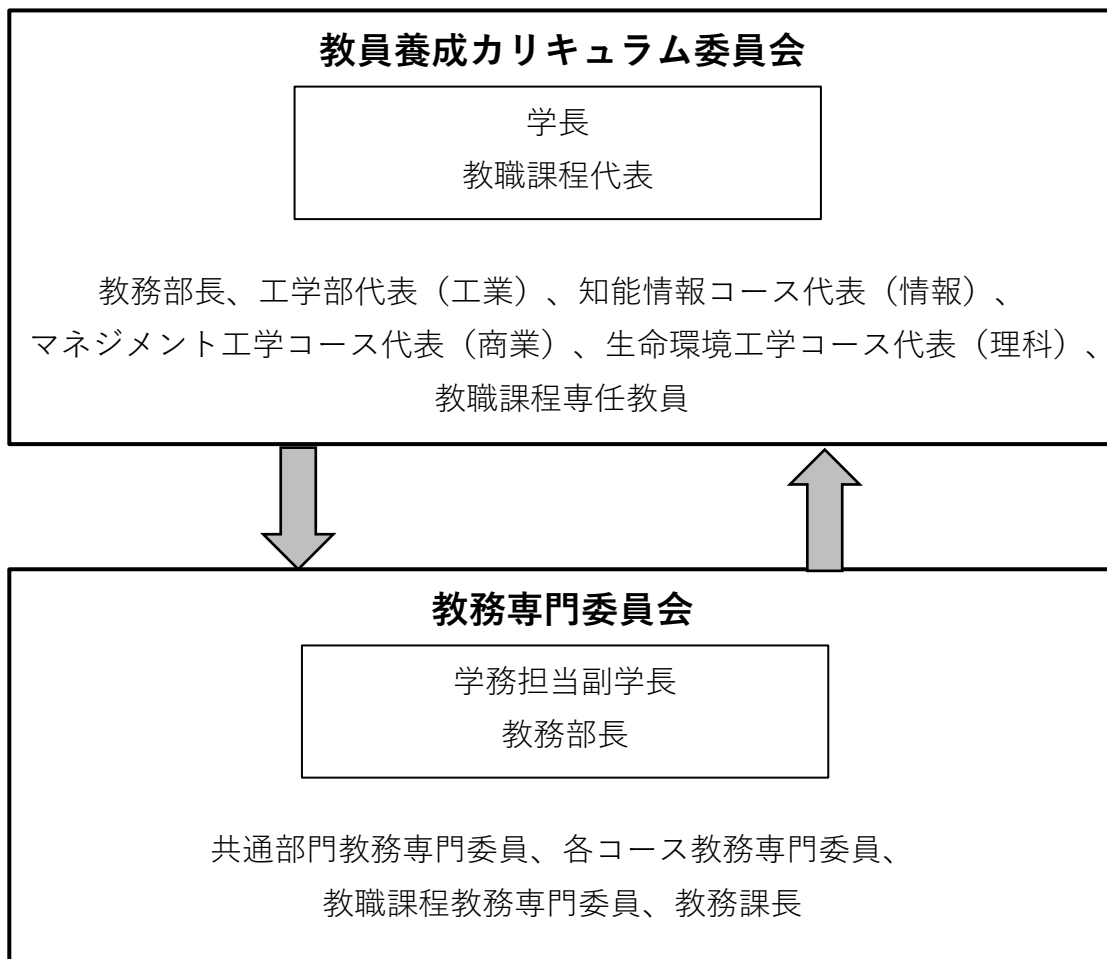 教員養成カリキュラム委員会
学長
教職課程代表
教務部長、工学部代表（工業）、知能情報コース代表（情報）、
マネジメント工学コース代表（商業）、生命環境工学コース代表（理科）、
教職課程専任教員
教務専門委員会
学務担当副学長
教務部長
共通部門教務専門委員、各コース教務専門委員、
教職課程教務専門委員、教務課長